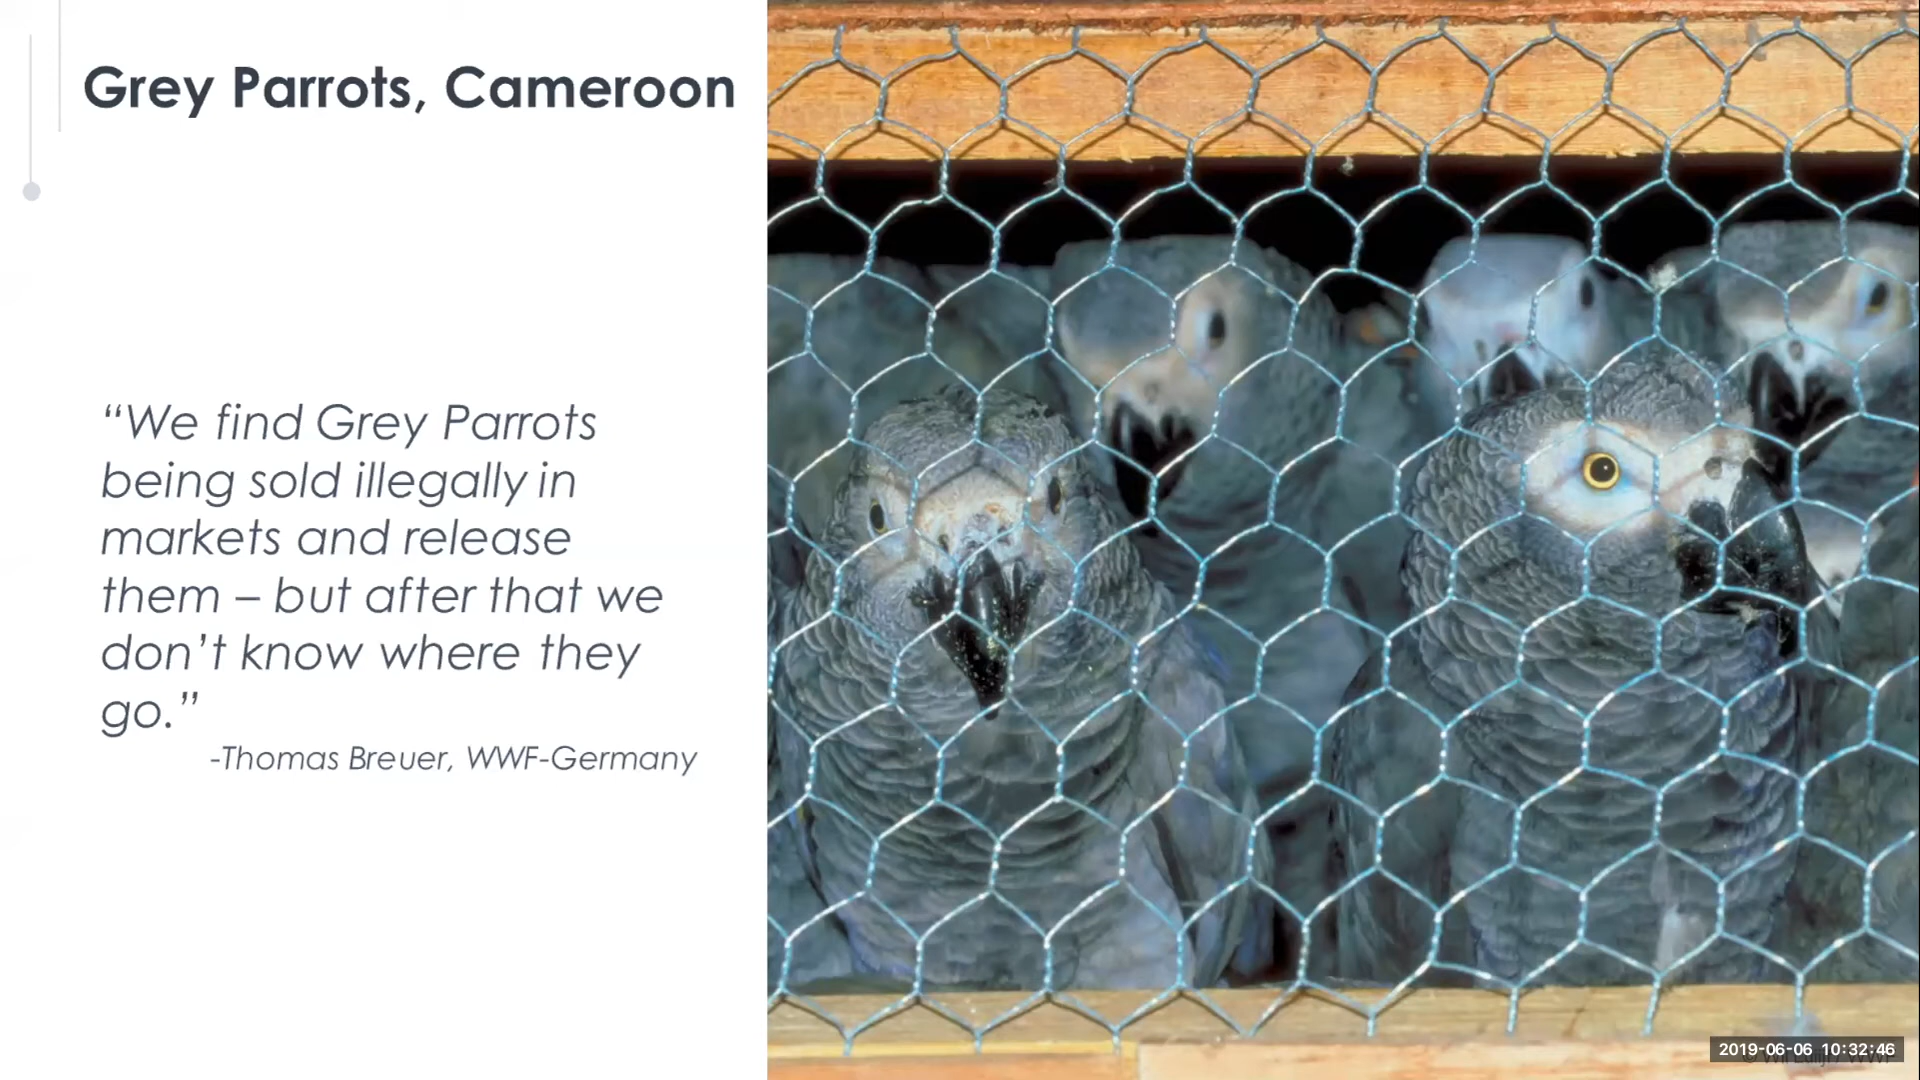 Grey Parrots, Cameroon
“We find Grey Parrots
being sold illegally in
markets and release
them – but after that we
don’t know where they
go.”
-Thomas Breuer, WWF-Germany
2019-06-06 10:32:46